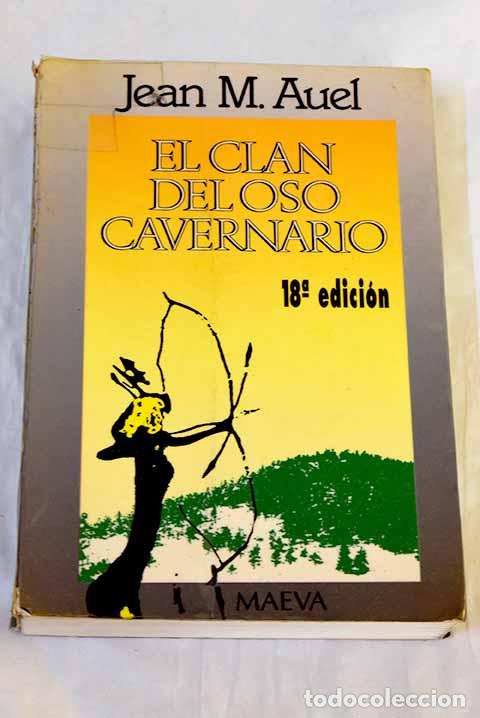 Jean M. Auel
EL CLAN
DEL OSO
CAVERNARIO
18ª edición
MAEVA
todocoleccion